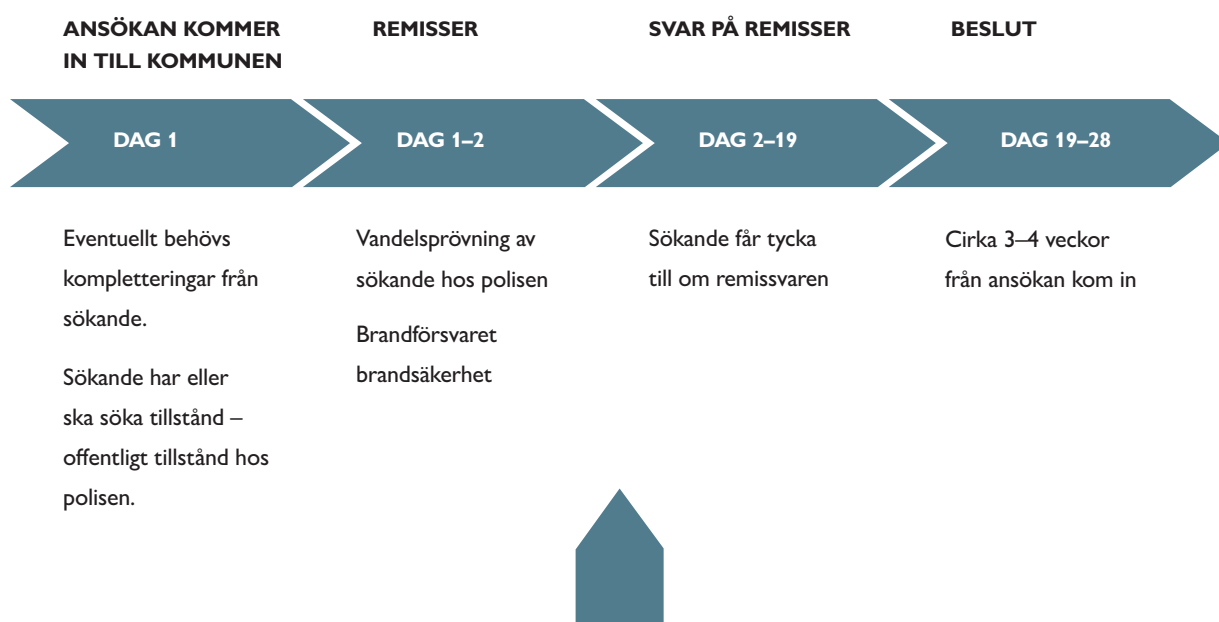 ANSÖKAN KOMMER
IN TILL KOMMUNEN
REMISSER
SVAR PÅ REMISSER
BESLUT
DAG 1
DAG 1–2
DAG 2–19
DAG 19–28
Eventuellt behövs
kompletteringar från
sökande.
Sökande har eller
ska söka tillstånd –
offentligt tillstånd hos
polisen.
Vandelsprövning av
sökande hos polisen
Brandförsvaret
brandsäkerhet
Sökande får tycka
till om remissvaren
Cirka 3–4 veckor
från ansökan kom in